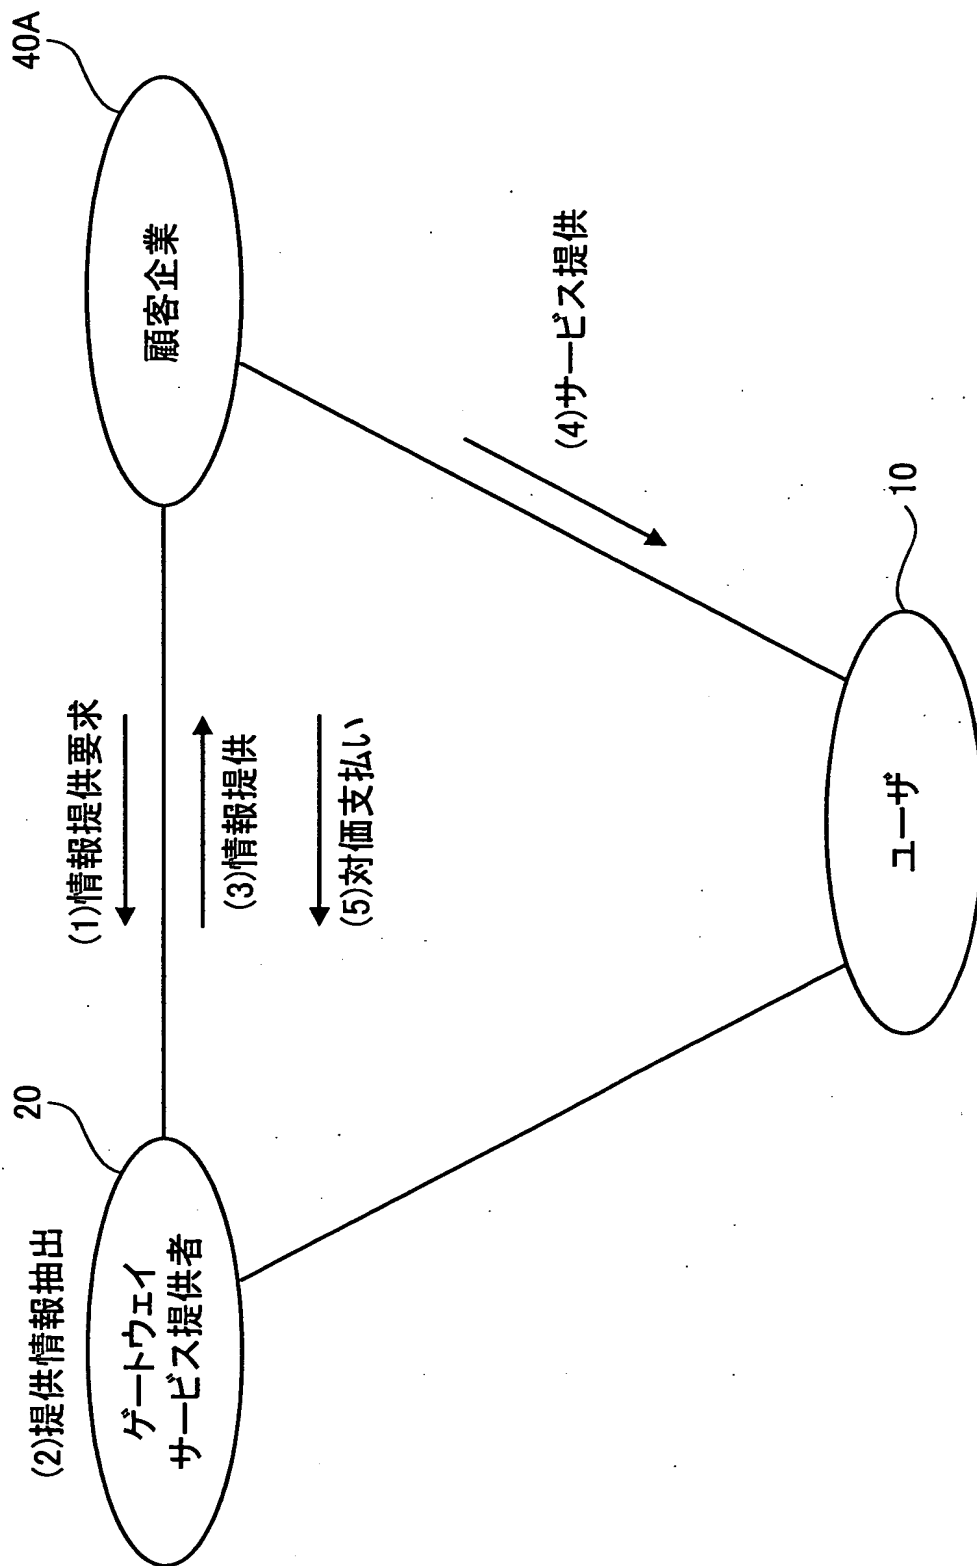 (2)提供情報抽出
20
ゲートウェイ
サービス提供者
(1)情報提供要求
(3)情報提供
(5)対価支払い
40A
顧客企業
(4)サービス提供
10
ユーザ